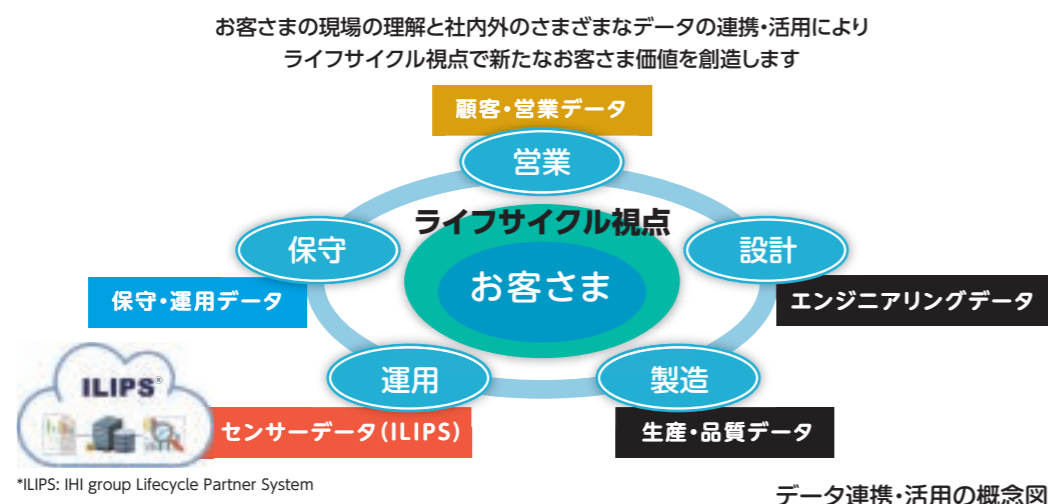 お客さまの現場の理解と社内外のさまざまなデータの連携・活用により
ライフサイクル視点で新たなお客さま価値を創造します
顧客・営業データ
営業
ライフサイクル視点
お客さま
保守
設計
保守・運用データ
エンジニアリングデータ
運用
製造
ILIPS®
センサーデータ(ILIPS)
生産・品質データ
*ILIPS: IHI group Lifecycle Partner System
データ連携・活用の概念図